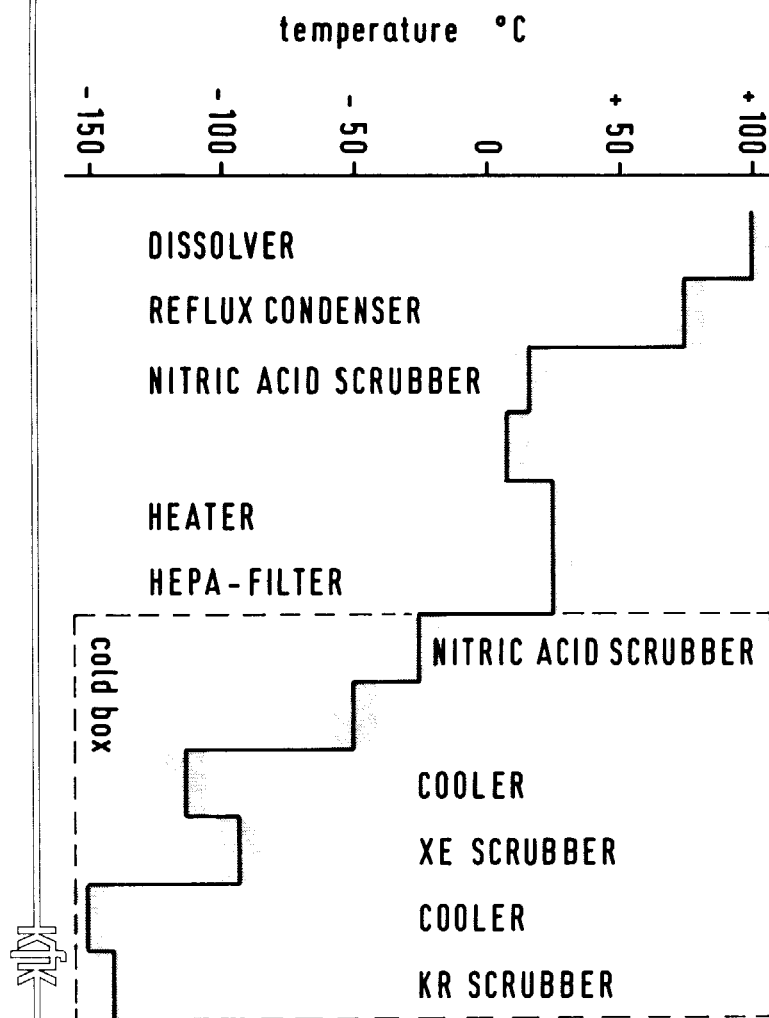 temperature °C
-150 -100 -50 0 +50 +100
DISSOLVER
REFLUX CONDENSER
NITRIC ACID SCRUBBER
HEATER
HEPA-FILTER
cold box
NITRIC ACID SCRUBBER
COOLER
XE SCRUBBER
COOLER
KR SCRUBBER
KfK